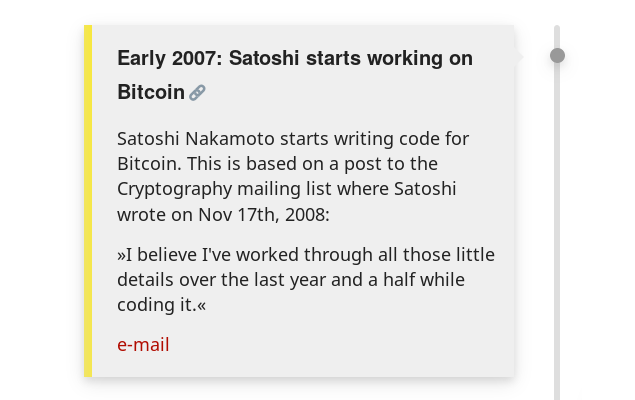 Early 2007: Satoshi starts working on
Bitcoin
Satoshi Nakamoto starts writing code for
Bitcoin. This is based on a post to the
Cryptography mailing list where Satoshi
wrote on Nov 17th, 2008:
»I believe I've worked through all those little
details over the last year and a half while
coding it.«
e-mail